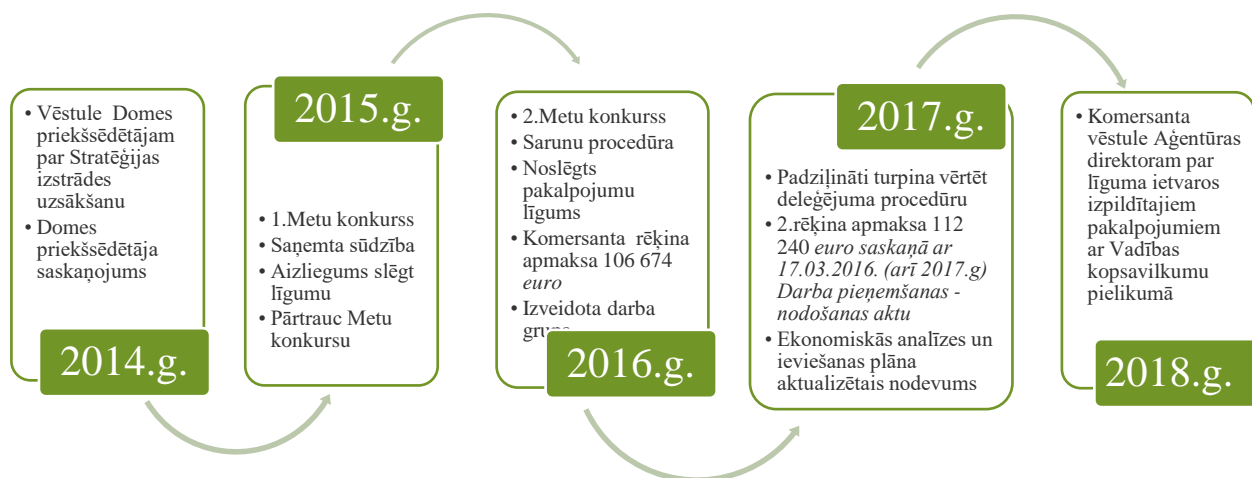 • Vēstule Domes
priekšsēdētājam
par Stratēģijas
izstrādes
uzsākšanu
• Domes
priekšsēdētāja
saskaņojums
2014.g.
2015.g.
• 1.Metu konkurss
• Saņemta sūdzība
• Aizliegums slēgt
līgumu
• Pārtrauc Metu
konkursu
• 2.Metu konkurss
• Sarunu procedūra
• Noslēgts
pakalpojumu
līgums
• Komersanta rēķina
apmaksa 106 674
euro
• Izveidota darba
2016.g.
2017.g.
• Padziļināti turpina vērtēt
deleģējuma procedūru
• 2.rēķina apmaksa 112
240 euro saskaņā ar
17.03.2016. (arī 2017.g)
Darba pieņemšanas -
nodošanas aktu
• Ekonomiskās analīzes un
ieviešanas plāna
aktualizētais nodevums
• Komersanta
vēstule Aģentūras
direktoram par
līguma ietvaros
izpildītajiem
pakalpojumiem
ar Vadības
kopsavilkumu
pielikumā
2018.g.